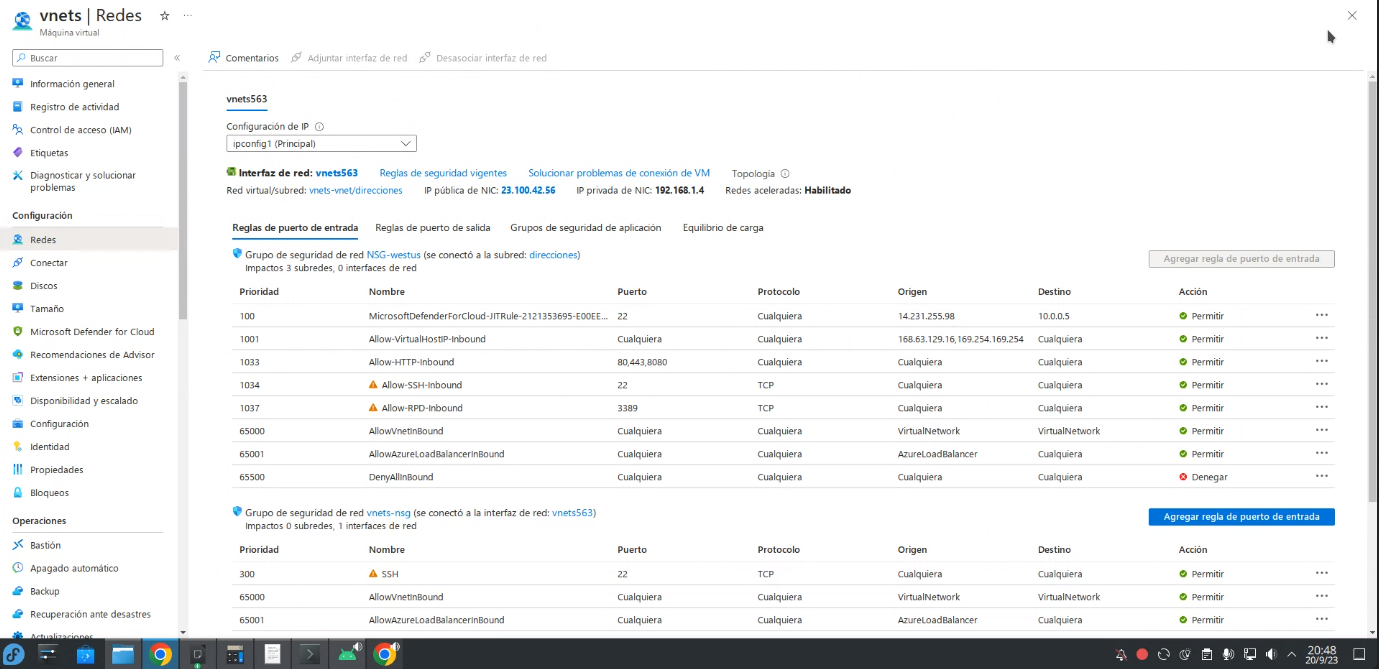 vnets | Redes
Máquina virtual
Buscar
Información general
Registro de actividad
Control de acceso (IAM)
Etiquetas
Diagnosticar y solucionar
problemas
Configuración
Redes
Conectar
Discos
Tamaño
Microsoft Defender for Cloud
Recomendaciones de Advisor
Extensiones + aplicaciones
Disponibilidad y escalado
Configuración
Identidad
Propiedades
Bloqueos
Operaciones
Bastión
Apagado automático
Backup
Recuperación ante desastres
Actualizaciones
Comentarios Adjuntar interfaz de red Desasociar interfaz de red
vnets563
Configuración de IP
ipconfig1 (Principal)
Interfaz de red: vnets563 Reglas de seguridad vigentes Solucionar problemas de conexión de VM Topología
Red virtual/subred: vnets-vnet/direcciones IP pública de NIC: 23.100.42.56 IP privada de NIC: 192.168.1.4 Redes aceleradas: Habilitado
Reglas de puerto de entrada Reglas de puerto de salida Grupos de seguridad de aplicación Equilibrio de carga
Grupo de seguridad de red NSG-westus (se conectó a la subred: direcciones)
Impactos 3 subredes, 0 interfaces de red
Agregar regla de puerto de entrada
Prioridad Nombre Puerto Protocolo Origen Destino Acción
100 MicrosoftDefenderForCloud-JITRule-2121353695-E00EE... 22 Cualquiera 14.231.255.98 10.0.0.5 Permitir
1001 Allow-VirtualHostIP-Inbound Cualquiera Cualquiera 168.63.129.16,169.254.169.254 Cualquiera Permitir
1033 Allow-HTTP-Inbound 80,443,8080 Cualquiera Cualquiera Cualquiera Permitir
1034 Allow-SSH-Inbound 22 TCP Cualquiera Cualquiera Permitir
1037 Allow-RPD-Inbound 3389 TCP Cualquiera Cualquiera Permitir
65000 AllowVnetInBound Cualquiera Cualquiera VirtualNetwork VirtualNetwork Permitir
65001 AllowAzureLoadBalancerInBound Cualquiera Cualquiera AzureLoadBalancer Cualquiera Permitir
65500 DenyAllInBound Cualquiera Cualquiera Cualquiera Cualquiera Denegar
Grupo de seguridad de red vnets-nsg (se conectó a la interfaz de red: vnets563)
Impactos 0 subredes, 1 interfaces de red
Agregar regla de puerto de entrada
Prioridad Nombre Puerto Protocolo Origen Destino Acción
300 SSH 22 TCP Cualquiera Cualquiera Permitir
65000 AllowVnetInBound Cualquiera Cualquiera VirtualNetwork VirtualNetwork Permitir
65001 AllowAzureLoadBalancerInBound Cualquiera Cualquiera AzureLoadBalancer Cualquiera Permitir
20:48
20/9/23